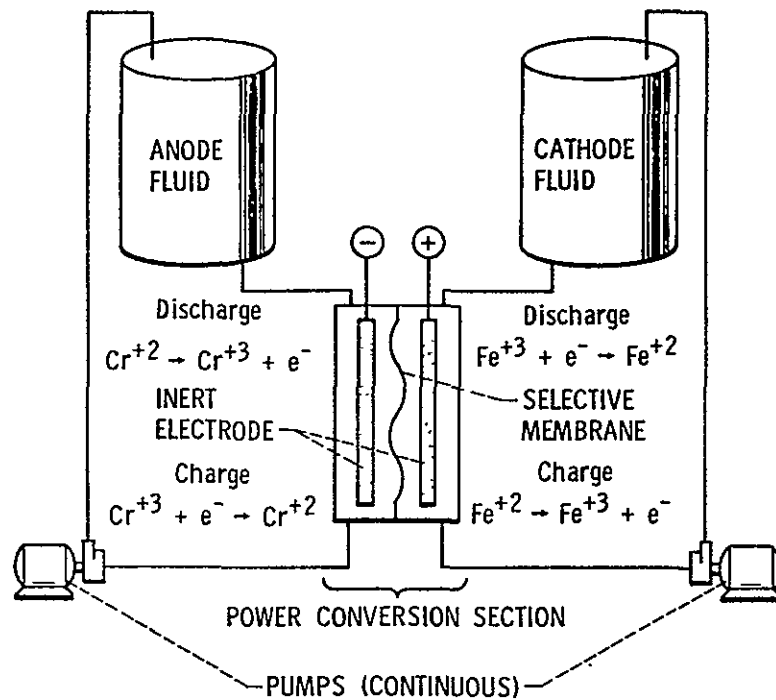 ANODE
FLUID
CATHODE
FLUID
−
+
Discharge
Cr⁺² → Cr⁺³ + e⁻
Discharge
Fe⁺³ + e⁻ → Fe⁺²
INERT
ELECTRODE
SELECTIVE
MEMBRANE
Charge
Cr⁺³ + e⁻ → Cr⁺²
Charge
Fe⁺² → Fe⁺³ + e⁻
POWER CONVERSION SECTION
PUMPS (CONTINUOUS)